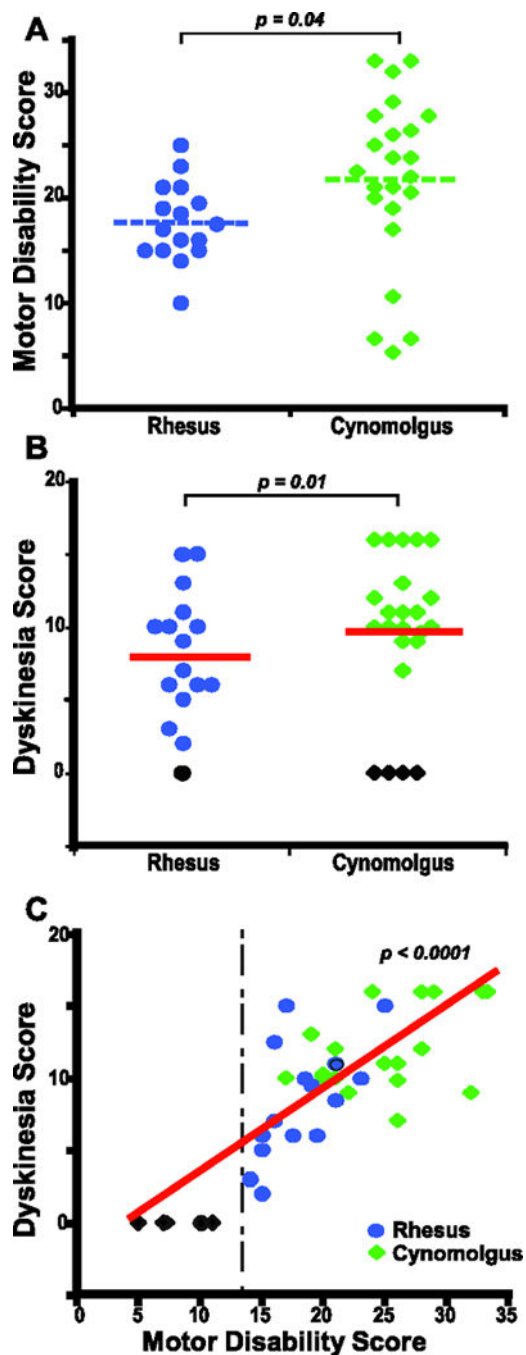 A
p = 0.04
Motor Disability Score
30
20
10
0
Rhesus
Cynomolgus
B
p = 0.01
Dyskinesia Score
20
10
0
Rhesus
Cynomolgus
C
p < 0.0001
Dyskinesia Score
20
10
0
Rhesus
Cynomolgus
0 5 10 15 20 25 30 35
Motor Disability Score